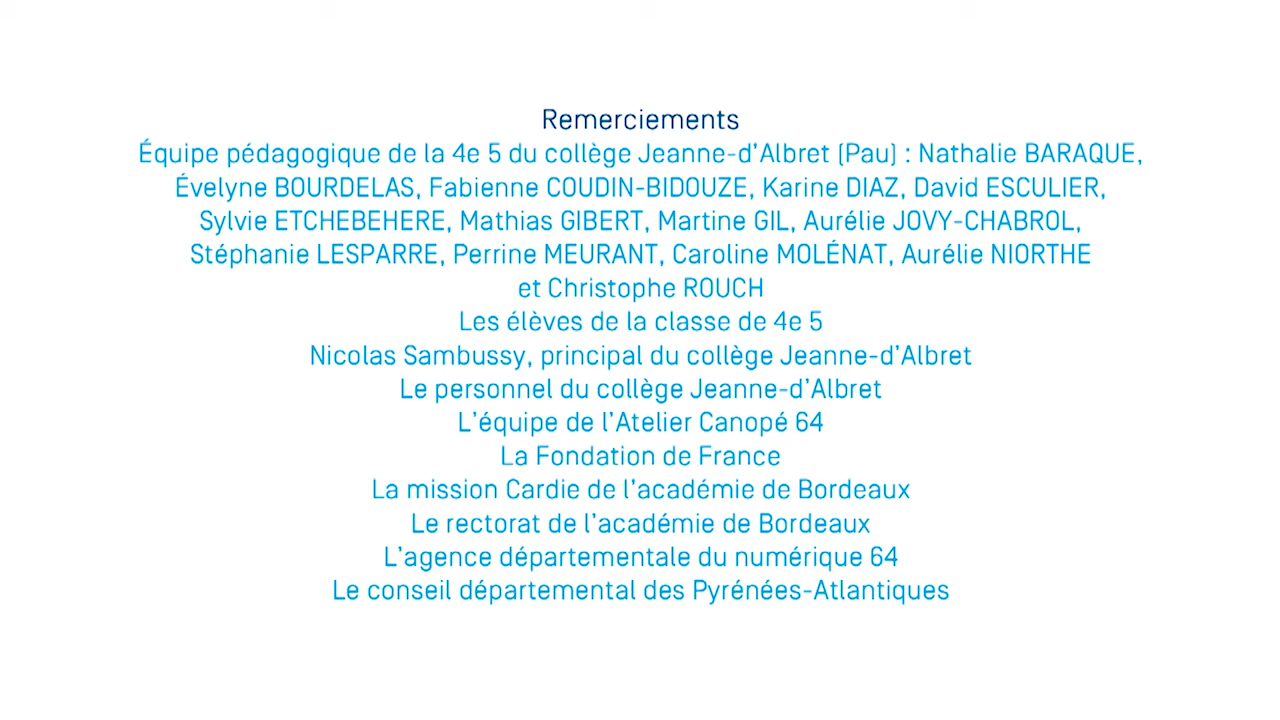 Remerciements
Équipe pédagogique de la 4e 5 du collège Jeanne-d'Albret (Pau) : Nathalie BARAQUE,
Évelyne BOURDELAS, Fabienne COUDIN-BIDOUZE, Karine DIAZ, David ESCULIER,
Sylvie ETCHEBEHERE, Mathias GIBERT, Martine GIL, Aurélie JOVY-CHABROL,
Stéphanie LESPARRE, Perrine MEURANT, Caroline MOLÉNAT, Aurélie NIORTHE
et Christophe ROUCH
Les élèves de la classe de 4e 5
Nicolas Sambussy, principal du collège Jeanne-d'Albret
Le personnel du collège Jeanne-d'Albret
L'équipe de l'Atelier Canopé 64
La Fondation de France
La mission Cardie de l'académie de Bordeaux
Le rectorat de l'académie de Bordeaux
L'agence départementale du numérique 64
Le conseil départemental des Pyrénées-Atlantiques